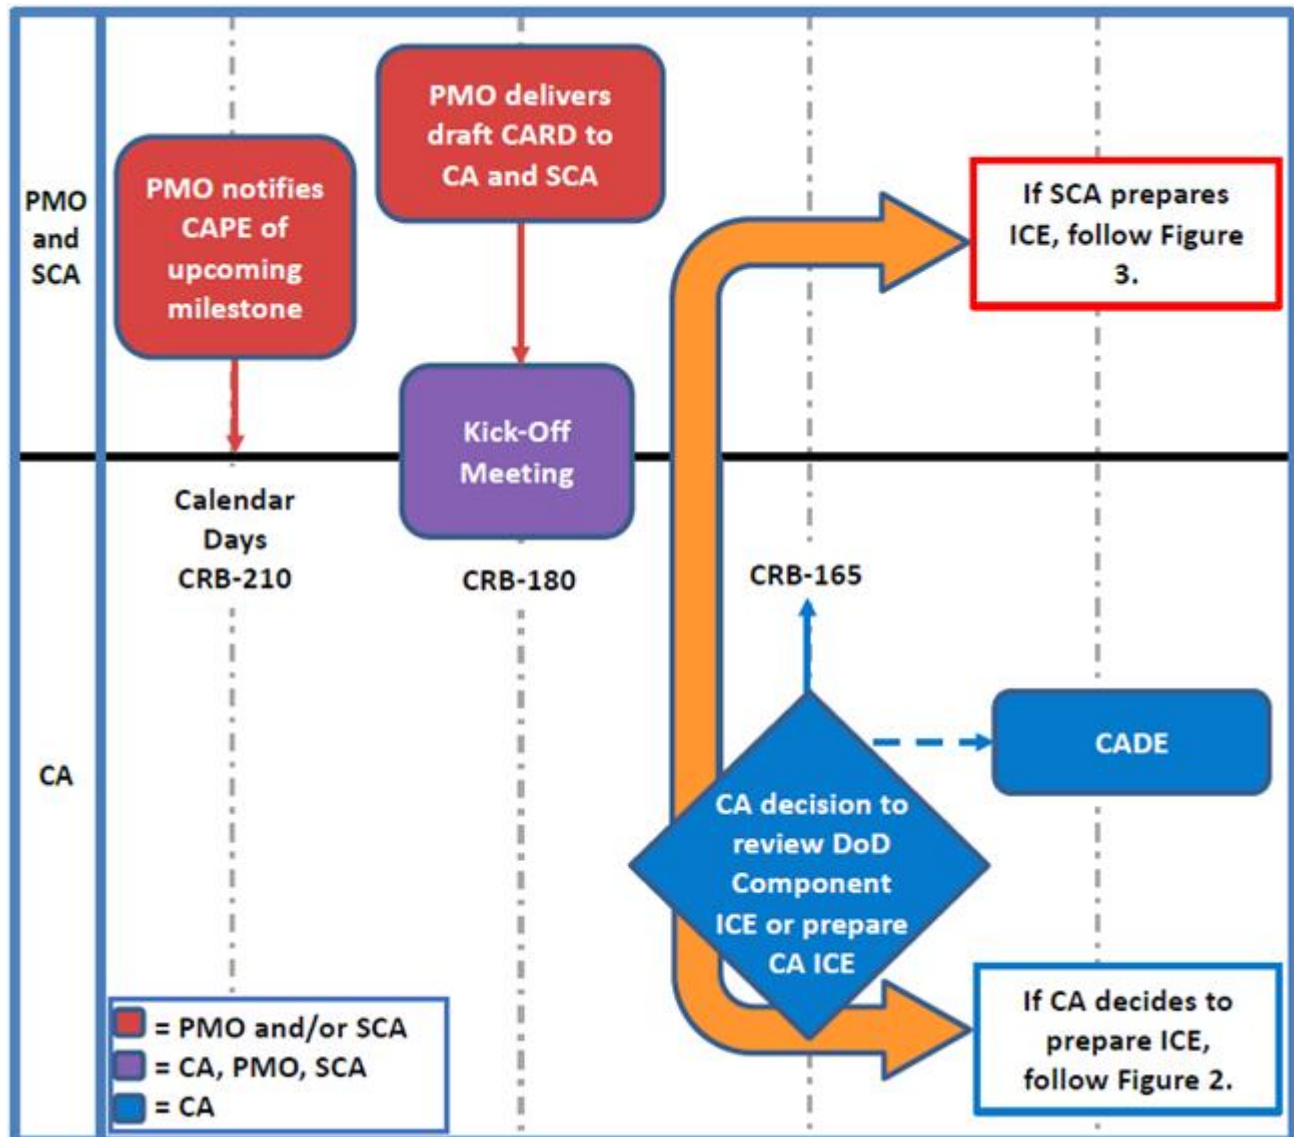 PMO
and
SCA
PMO notifies
CAPE of
upcoming
milestone
PMO delivers
draft CARD to
CA and SCA
If SCA prepares
ICE, follow Figure
3.
Kick-Off
Meeting
Calendar
Days
CRB-210
CRB-180
CRB-165
CA
CADE
CA decision to
review DoD
Component
ICE or prepare
CA ICE
If CA decides to
prepare ICE,
follow Figure 2.
= PMO and/or SCA
= CA, PMO, SCA
= CA